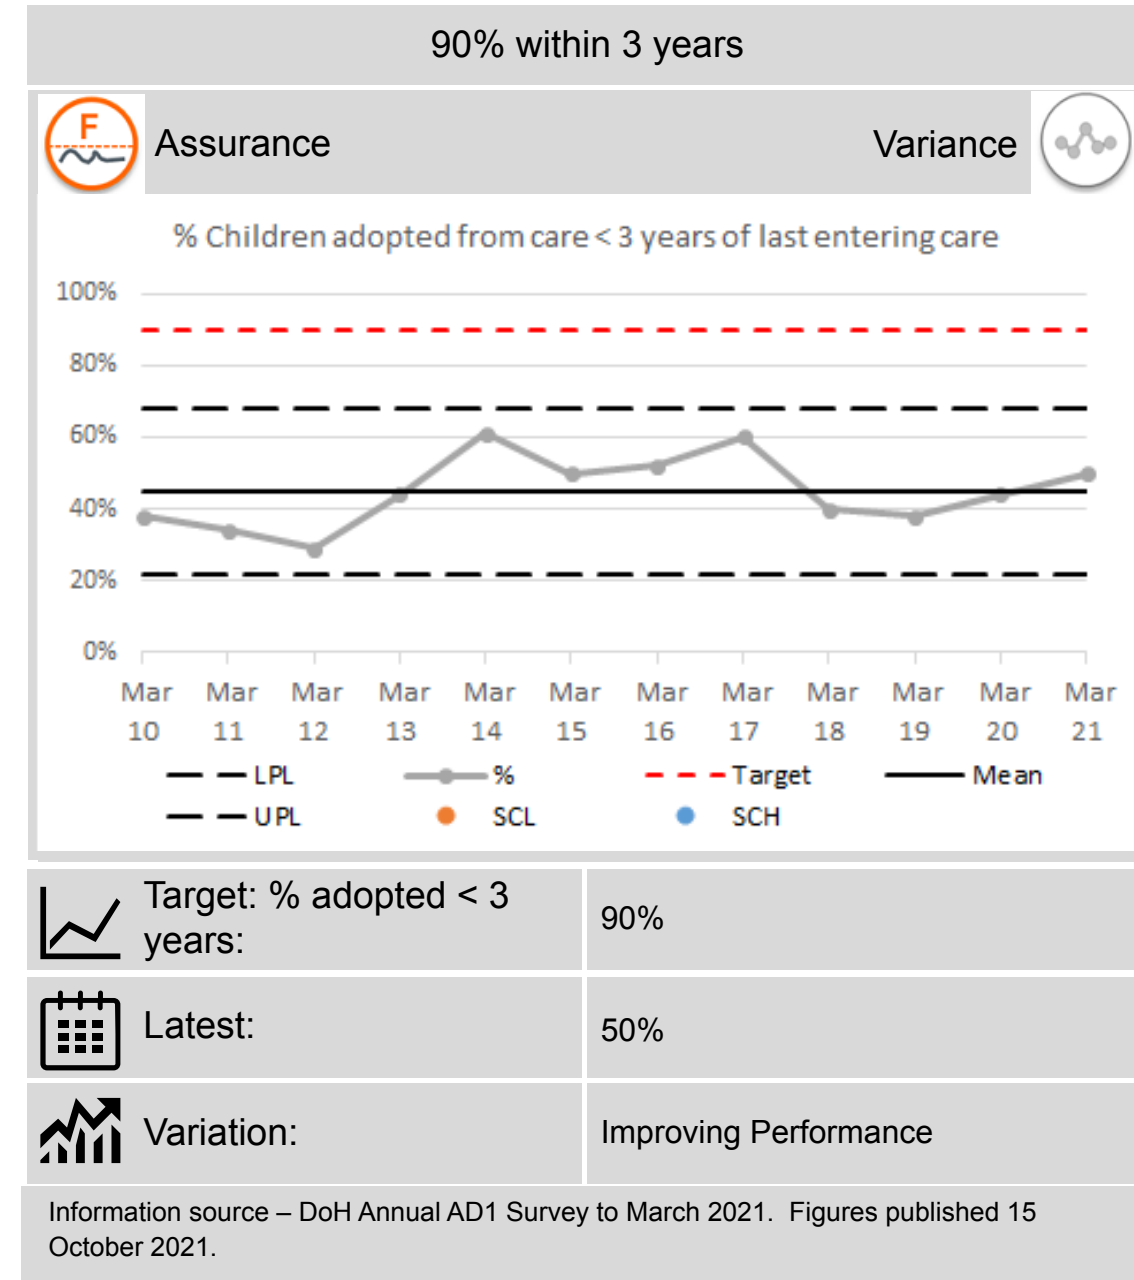 90% within 3 years
F
Assurance
Variance
% Children adopted from care < 3 years of last entering care
100%
80%
60%
40%
20%
0%
Mar Mar Mar Mar Mar Mar Mar Mar Mar Mar Mar Mar
10 11 12 13 14 15 16 17 18 19 20 21
LPL % Target Mean
UPL SCL SCH
Target: % adopted < 3
years:
90%
Latest:
50%
Variation:
Improving Performance
Information source – DoH Annual AD1 Survey to March 2021.  Figures published 15
October 2021.